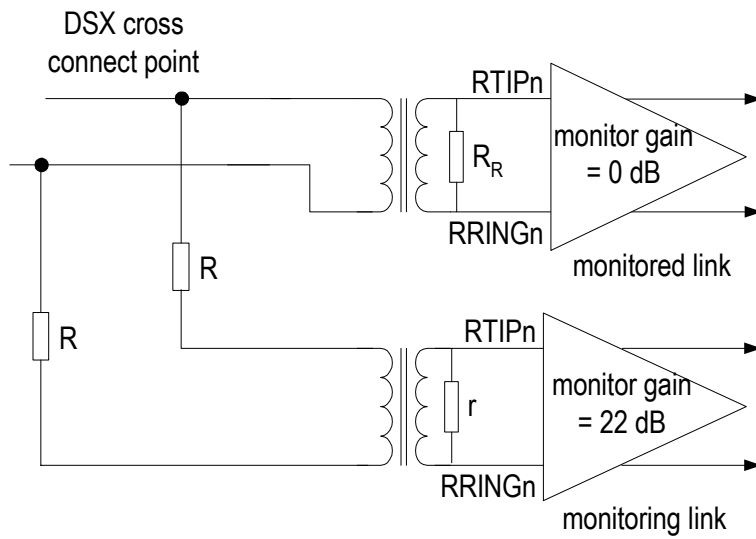 DSX cross
connect point
RTIPn
monitor gain
= 0 dB
R_R
RRINGn
monitored link
R
R
RTIPn
monitor gain
= 22 dB
r
RRINGn
monitoring link